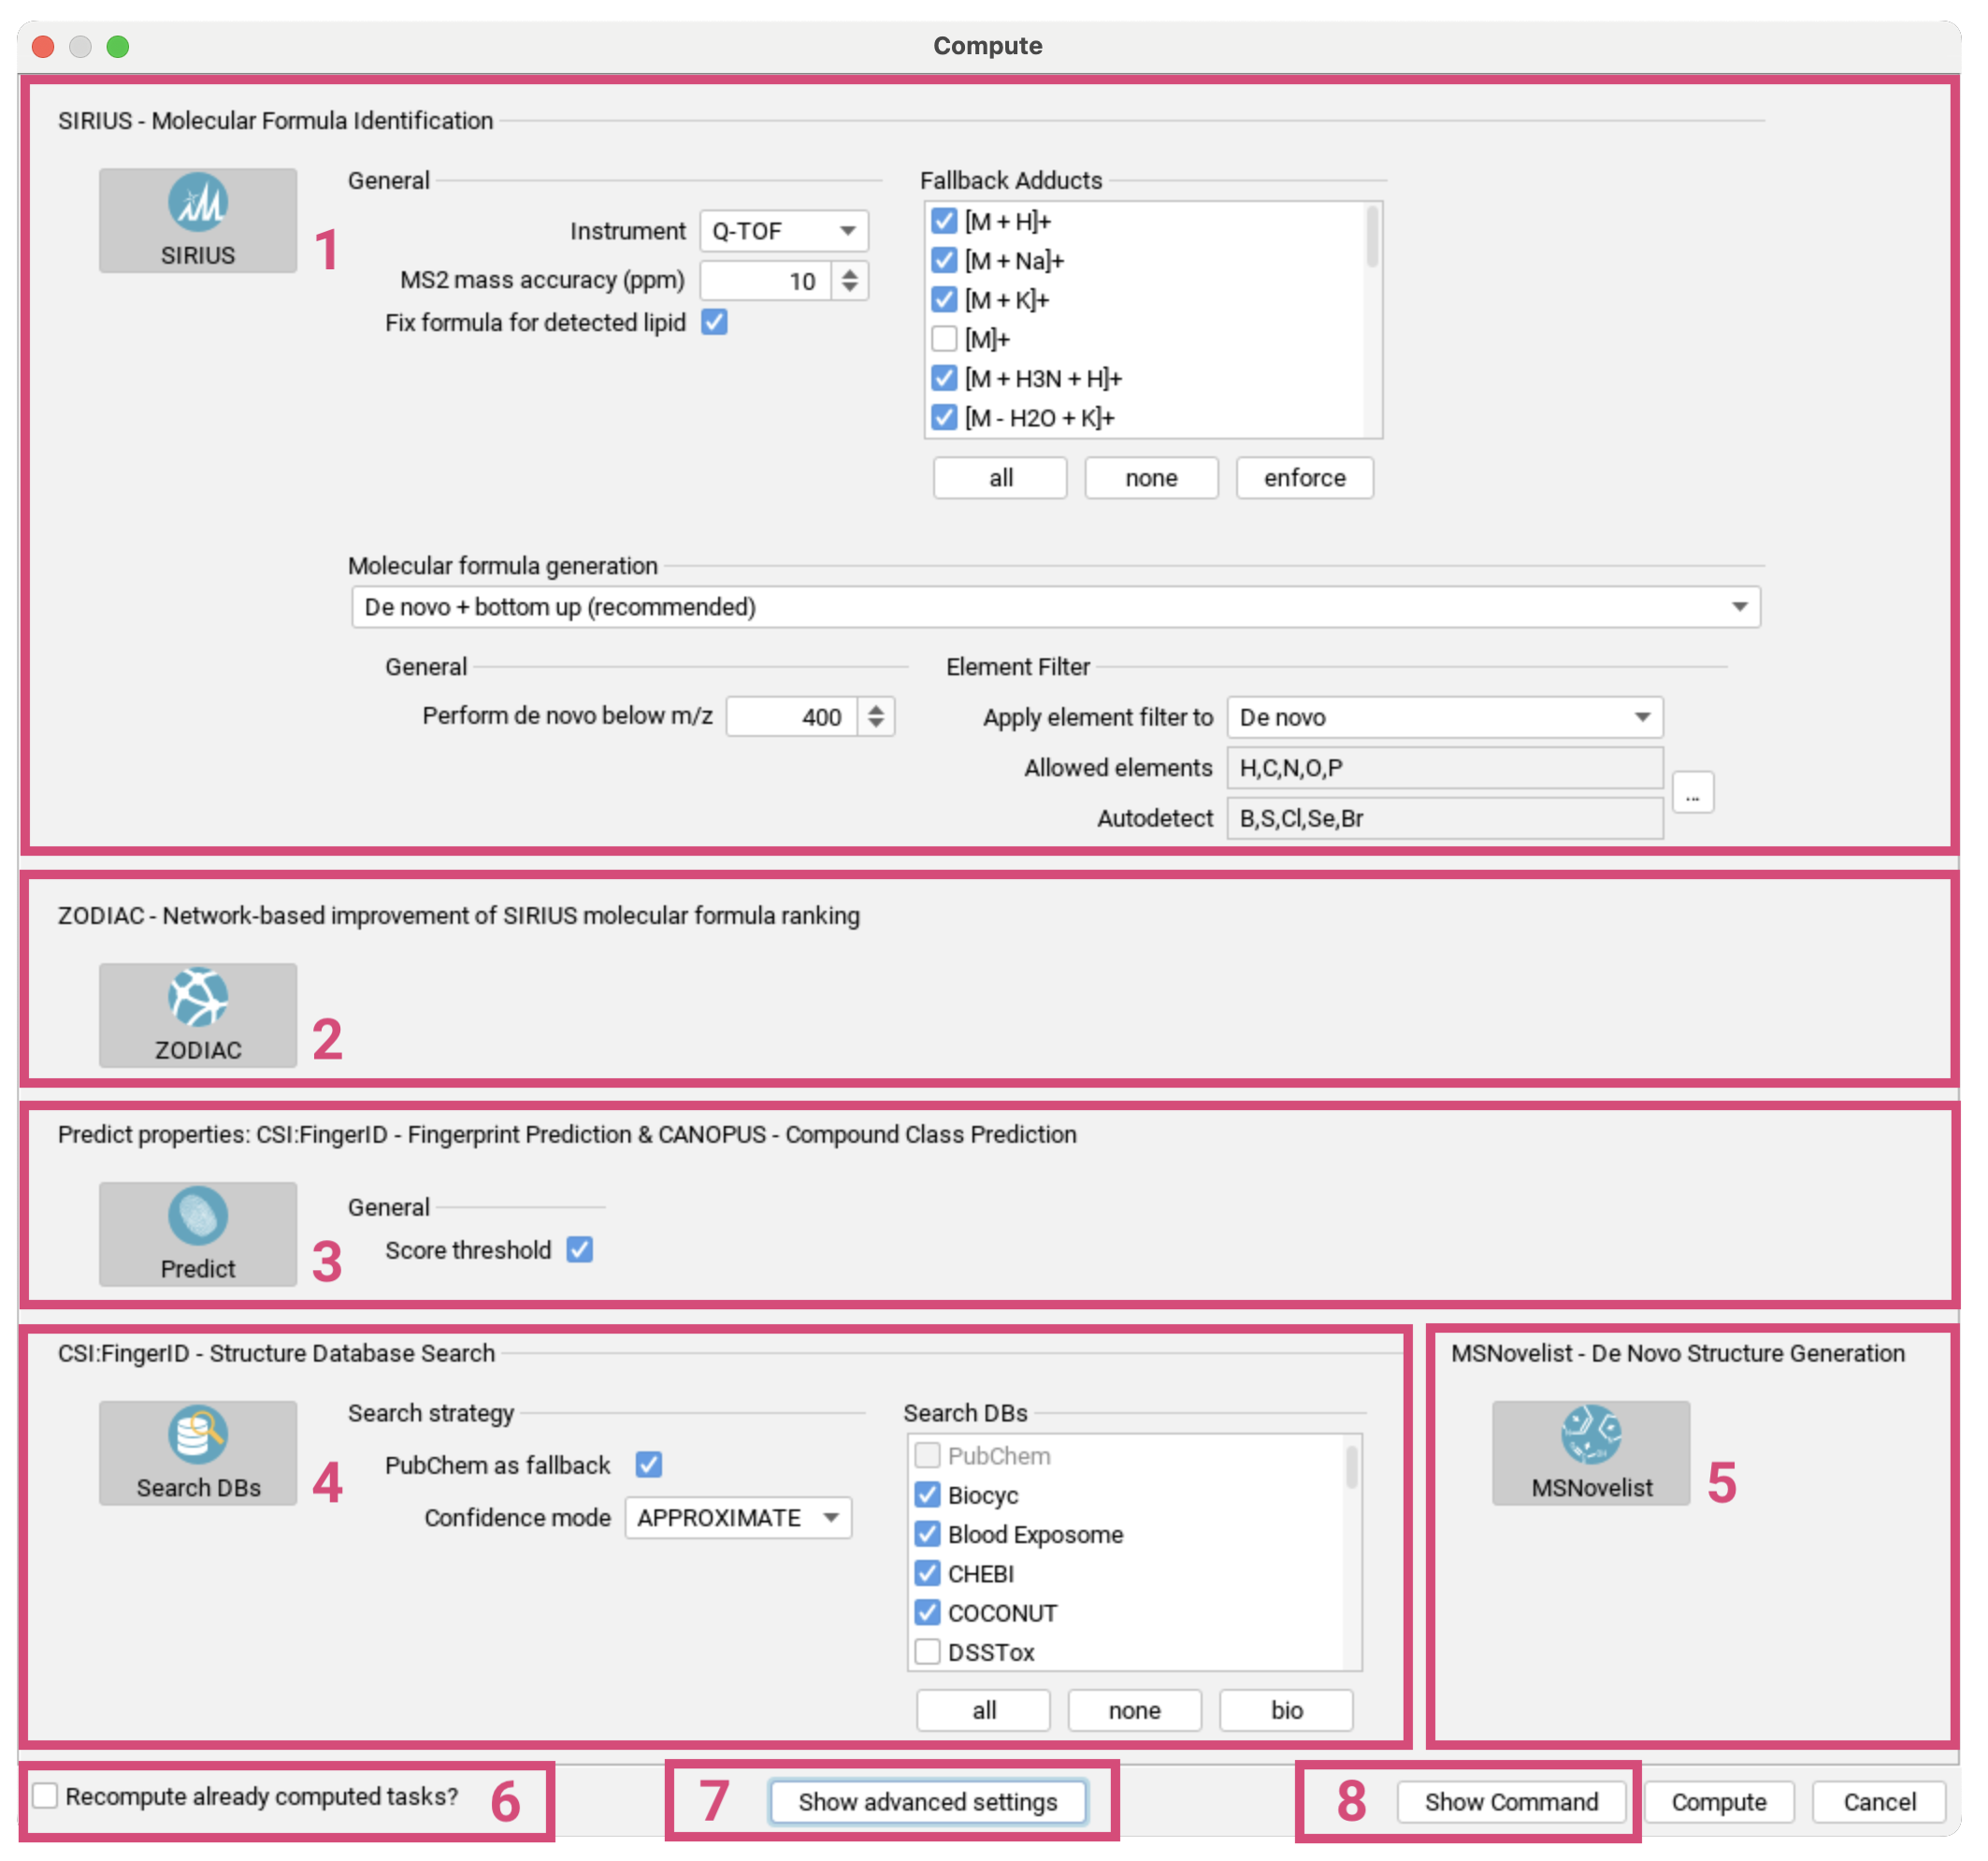 Compute
SIRIUS - Molecular Formula Identification
SIRIUS
1
General
Instrument Q-TOF
MS2 mass accuracy (ppm) 10
Fix formula for detected lipid
Fallback Adducts
[M + H]+
[M + Na]+
[M + K]+
[M]+
[M + H3N + H]+
[M - H2O + K]+
all none enforce
Molecular formula generation
De novo + bottom up (recommended)
General
Perform de novo below m/z 400
Element Filter
Apply element filter to De novo
Allowed elements H,C,N,O,P
Autodetect B,S,Cl,Se,Br
...
ZODIAC - Network-based improvement of SIRIUS molecular formula ranking
ZODIAC
2
Predict properties: CSI:FingerID - Fingerprint Prediction & CANOPUS - Compound Class Prediction
Predict
3
General
Score threshold
CSI:FingerID - Structure Database Search
Search DBs
4
Search strategy
PubChem as fallback
Confidence mode APPROXIMATE
Search DBs
PubChem
Biocyc
Blood Exposome
CHEBI
COCONUT
DSSTox
all none bio
MSNovelist - De Novo Structure Generation
MSNovelist
5
Recompute already computed tasks? 6
7 Show advanced settings
8 Show Command
Compute Cancel